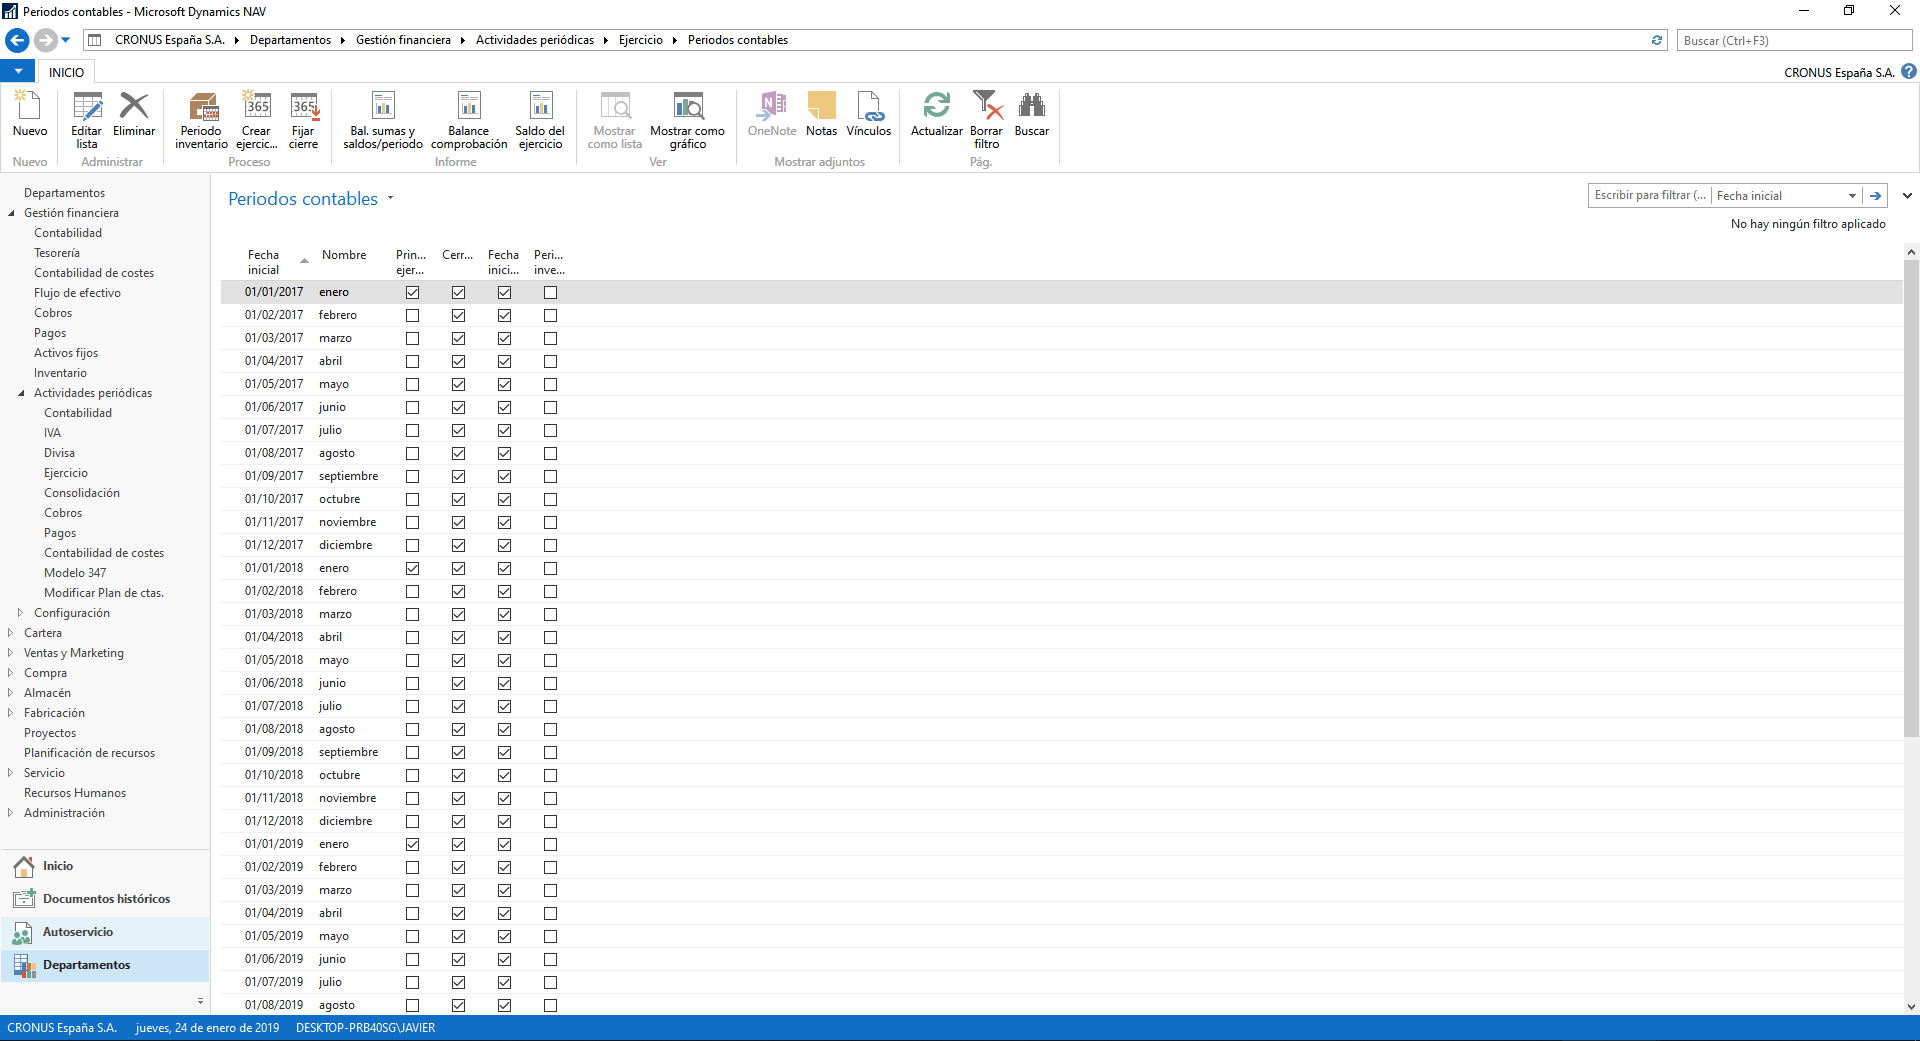 Periodos contables - Microsoft Dynamics NAV
CRONUS España S.A. Departamentos Gestión financiera Actividades periódicas Ejercicio Periodos contables
Buscar (Ctrl+F3)
INICIO
CRONUS España S.A.
Nuevo
Editar lista
Eliminar
Periodo inventario
Crear ejercic...
Fijar cierre
Bal. sumas y saldos/periodo
Balance comprobación
Saldo del ejercicio
Mostrar como lista
Mostrar como gráfico
OneNote
Notas
Vínculos
Actualizar
Borrar filtro
Buscar
Nuevo
Administrar
Proceso
Informe
Ver
Mostrar adjuntos
Pág.
Departamentos
Gestión financiera
Contabilidad
Tesorería
Contabilidad de costes
Flujo de efectivo
Cobros
Pagos
Activos fijos
Inventario
Actividades periódicas
Contabilidad
IVA
Divisa
Ejercicio
Consolidación
Cobros
Pagos
Contabilidad de costes
Modelo 347
Modificar Plan de ctas.
Configuración
Cartera
Ventas y Marketing
Compra
Almacén
Fabricación
Proyectos
Planificación de recursos
Servicio
Recursos Humanos
Administración
Inicio
Documentos históricos
Autoservicio
Departamentos
Periodos contables
Escribir para filtrar (... Fecha inicial
No hay ningún filtro aplicado
Fecha inicial
Nombre
Prin... ejer...
Cerr...
Fecha inici...
Peri... inve...
01/01/2017 enero
01/02/2017 febrero
01/03/2017 marzo
01/04/2017 abril
01/05/2017 mayo
01/06/2017 junio
01/07/2017 julio
01/08/2017 agosto
01/09/2017 septiembre
01/10/2017 octubre
01/11/2017 noviembre
01/12/2017 diciembre
01/01/2018 enero
01/02/2018 febrero
01/03/2018 marzo
01/04/2018 abril
01/05/2018 mayo
01/06/2018 junio
01/07/2018 julio
01/08/2018 agosto
01/09/2018 septiembre
01/10/2018 octubre
01/11/2018 noviembre
01/12/2018 diciembre
01/01/2019 enero
01/02/2019 febrero
01/03/2019 marzo
01/04/2019 abril
01/05/2019 mayo
01/06/2019 junio
01/07/2019 julio
01/08/2019 agosto
CRONUS España S.A. jueves, 24 de enero de 2019 DESKTOP-PRB40SG\JAVIER